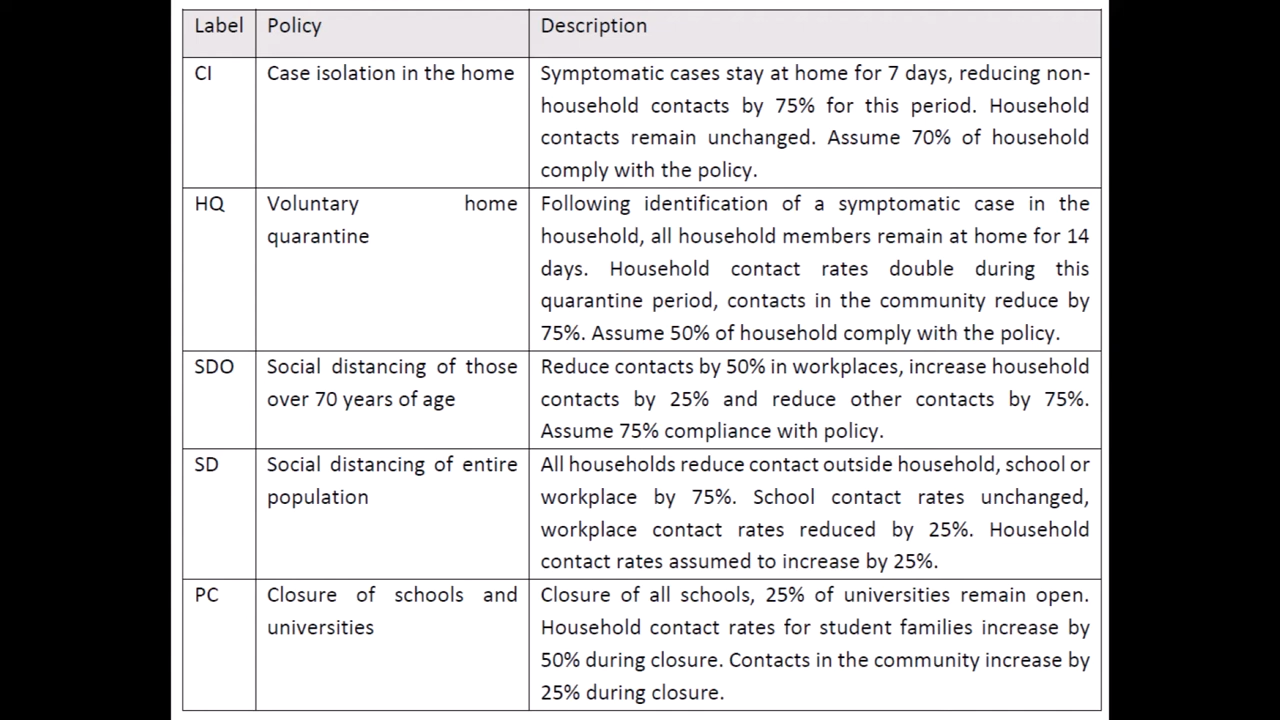 Label Policy Description
CI Case isolation in the home Symptomatic cases stay at home for 7 days, reducing non-
household contacts by 75% for this period. Household
contacts remain unchanged. Assume 70% of household
comply with the policy.
HQ Voluntary home Following identification of a symptomatic case in the
quarantine household, all household members remain at home for 14
days. Household contact rates double during this
quarantine period, contacts in the community reduce by
75%. Assume 50% of household comply with the policy.
SDO Social distancing of those Reduce contacts by 50% in workplaces, increase household
over 70 years of age contacts by 25% and reduce other contacts by 75%.
Assume 75% compliance with policy.
SD Social distancing of entire All households reduce contact outside household, school or
population workplace by 75%. School contact rates unchanged,
workplace contact rates reduced by 25%. Household
contact rates assumed to increase by 25%.
PC Closure of schools and Closure of all schools, 25% of universities remain open.
universities Household contact rates for student families increase by
50% during closure. Contacts in the community increase by
25% during closure.